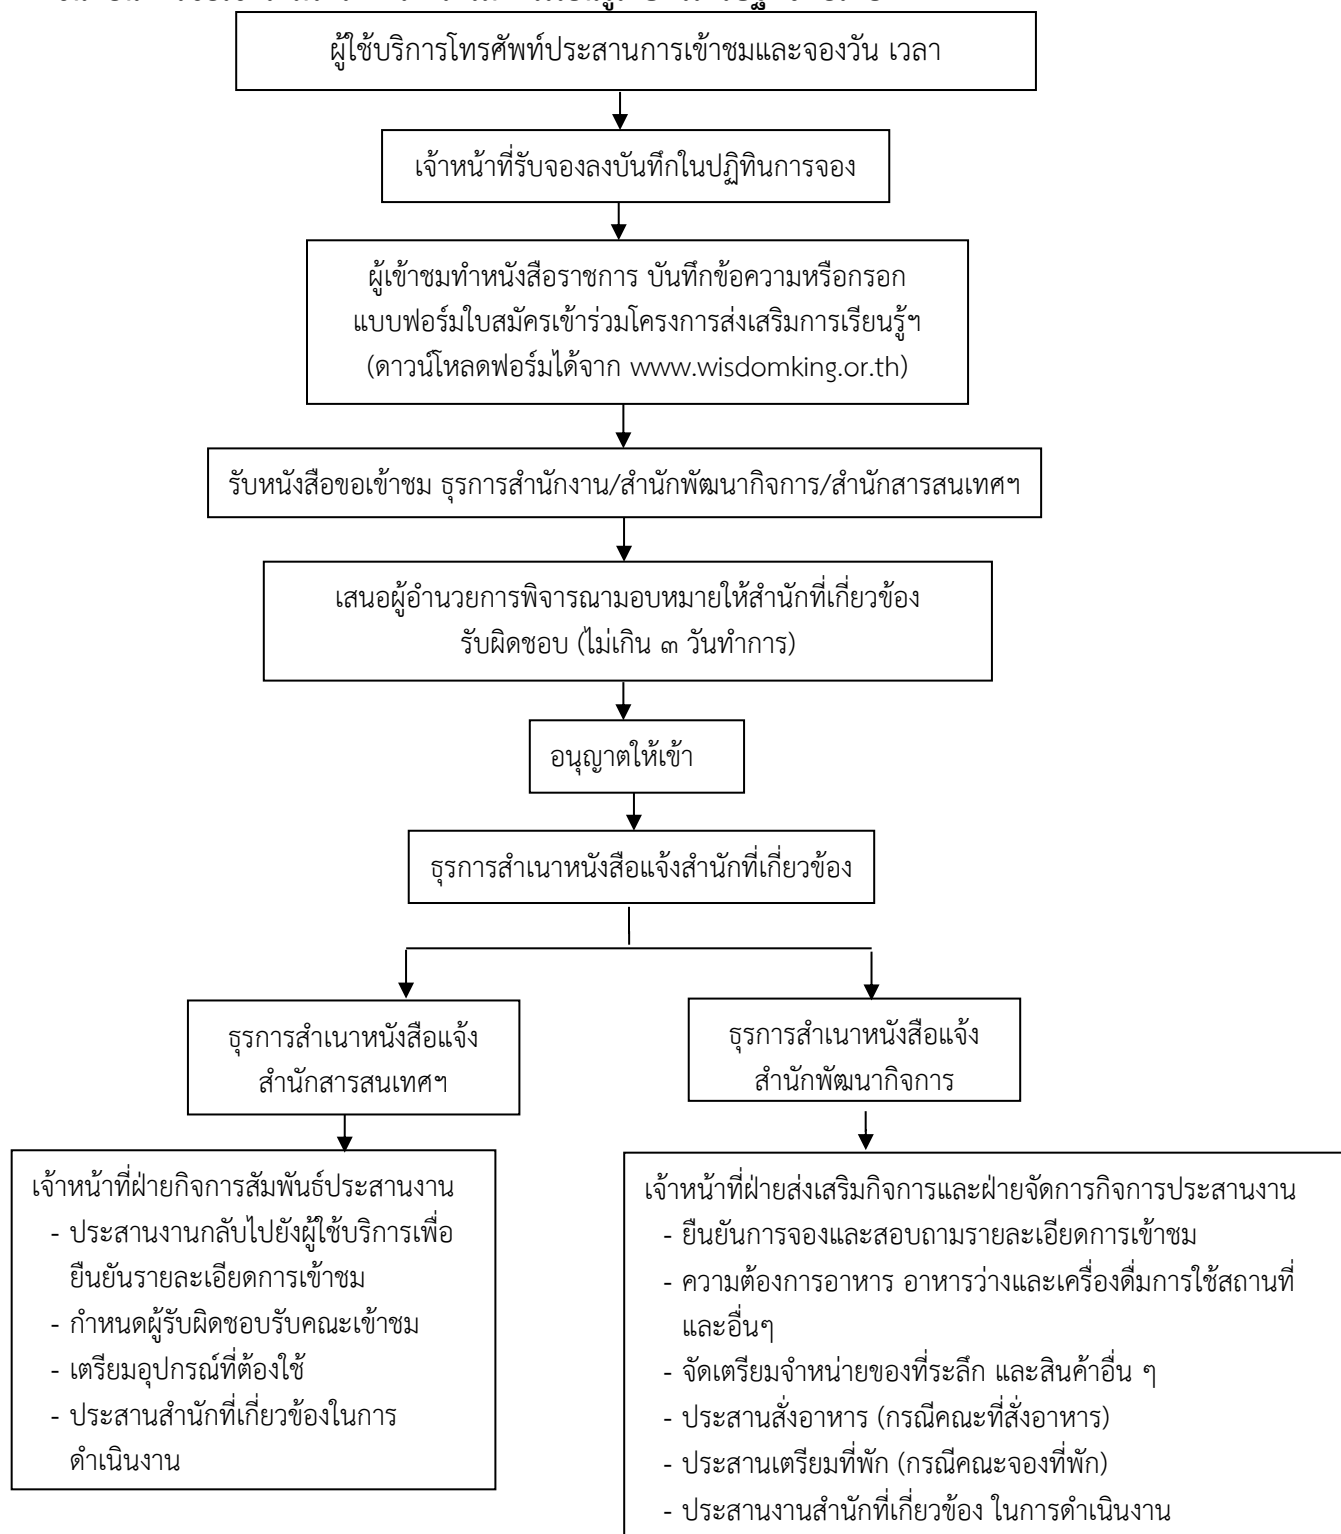 ผู้ใช้บริการโทรศัพท์ประสานการเข้าชมและจองวัน เวลา
เจ้าหน้าที่รับจองลงบันทึกในปฏิทินการจอง
ผู้เข้าชมทำหนังสือราชการ บันทึกข้อความหรือกรอก
แบบฟอร์มใบสมัครเข้าร่วมโครงการส่งเสริมการเรียนรู้ฯ
(ดาวน์โหลดฟอร์มได้จาก www.wisdomking.or.th)
รับหนังสือขอเข้าชม ธุรการสำนักงาน/สำนักพัฒนากิจการ/สำนักสารสนเทศฯ
เสนอผู้อำนวยการพิจารณามอบหมายให้สำนักที่เกี่ยวข้อง
รับผิดชอบ (ไม่เกิน ๓ วันทำการ)
อนุญาตให้เข้า
ธุรการสำเนาหนังสือแจ้งสำนักที่เกี่ยวข้อง
ธุรการสำเนาหนังสือแจ้ง
สำนักสารสนเทศฯ
ธุรการสำเนาหนังสือแจ้ง
สำนักพัฒนากิจการ
เจ้าหน้าที่ฝ่ายกิจการสัมพันธ์ประสานงาน
- ประสานงานกลับไปยังผู้ใช้บริการเพื่อ
ยืนยันรายละเอียดการเข้าชม
- กำหนดผู้รับผิดชอบรับคณะเข้าชม
- เตรียมอุปกรณ์ที่ต้องใช้
- ประสานสำนักที่เกี่ยวข้องในการ
ดำเนินงาน
เจ้าหน้าที่ฝ่ายส่งเสริมกิจการและฝ่ายจัดการกิจการประสานงาน
- ยืนยันการจองและสอบถามรายละเอียดการเข้าชม
- ความต้องการอาหาร อาหารว่างและเครื่องดื่มการใช้สถานที่
และอื่นๆ
- จัดเตรียมจำหน่ายของที่ระลึก และสินค้าอื่น ๆ
- ประสานสั่งอาหาร (กรณีคณะที่สั่งอาหาร)
- ประสานเตรียมที่พัก (กรณีคณะจองที่พัก)
- ประสานงานสำนักที่เกี่ยวข้อง ในการดำเนินงาน